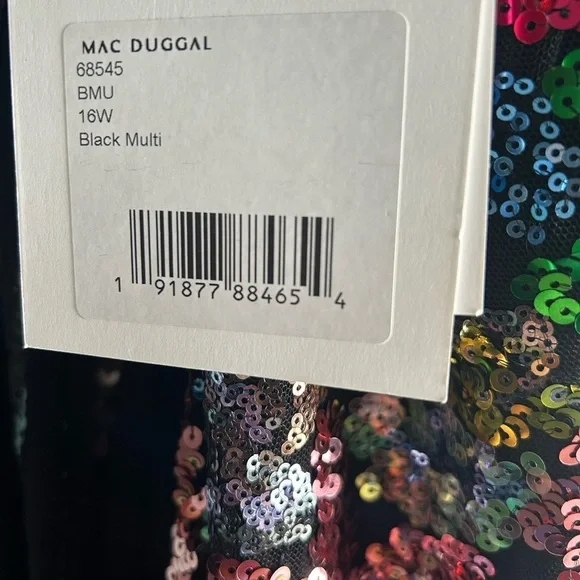 MAC DUGGAL
68545
BMU
16W
Black Multi
1 91877 88465 4